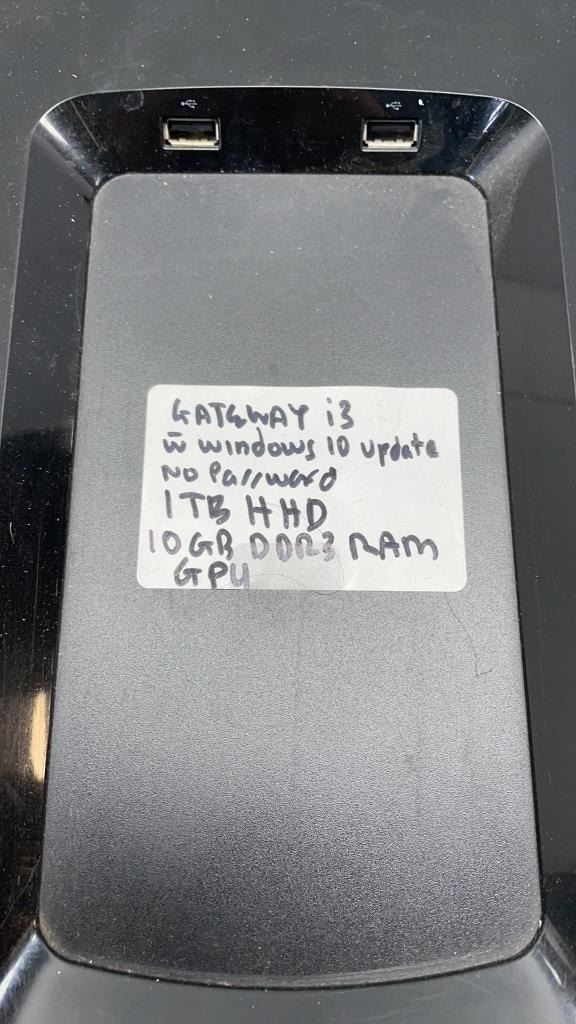 GATEWAY i3
w̄ windows 10 update
No Password
1TB HHD
10GB DDR3 RAM
GPU